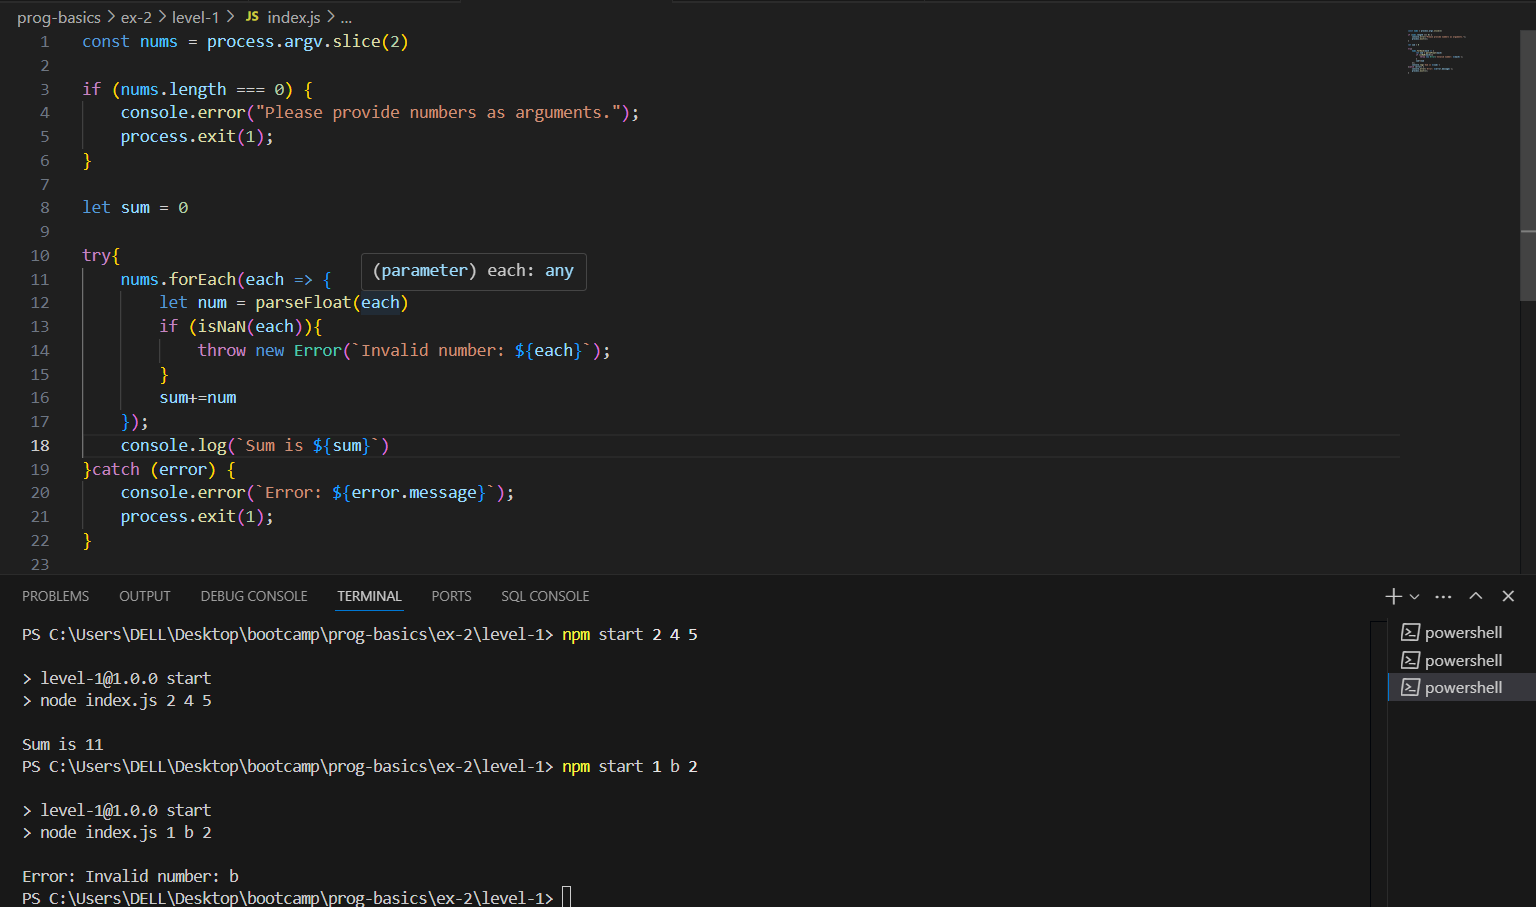 prog-basics > ex-2 > level-1 > JS index.js > ...
1 const nums = process.argv.slice(2)
2
3 if (nums.length === 0) {
4 console.error("Please provide numbers as arguments.");
5 process.exit(1);
6 }
7
8 let sum = 0
9
10 try{
(parameter) each: any
11 nums.forEach(each => {
12 let num = parseFloat(each)
13 if (isNaN(each)){
14 throw new Error(`Invalid number: ${each}`);
15 }
16 sum+=num
17 });
18 console.log(`Sum is ${sum}`)
19 }catch (error) {
20 console.error(`Error: ${error.message}`);
21 process.exit(1);
22 }
23
PROBLEMS OUTPUT DEBUG CONSOLE TERMINAL PORTS SQL CONSOLE
PS C:\Users\DELL\Desktop\bootcamp\prog-basics\ex-2\level-1> npm start 2 4 5
> level-1@1.0.0 start
> node index.js 2 4 5
Sum is 11
PS C:\Users\DELL\Desktop\bootcamp\prog-basics\ex-2\level-1> npm start 1 b 2
> level-1@1.0.0 start
> node index.js 1 b 2
Error: Invalid number: b
PS C:\Users\DELL\Desktop\bootcamp\prog-basics\ex-2\level-1>
powershell
powershell
powershell